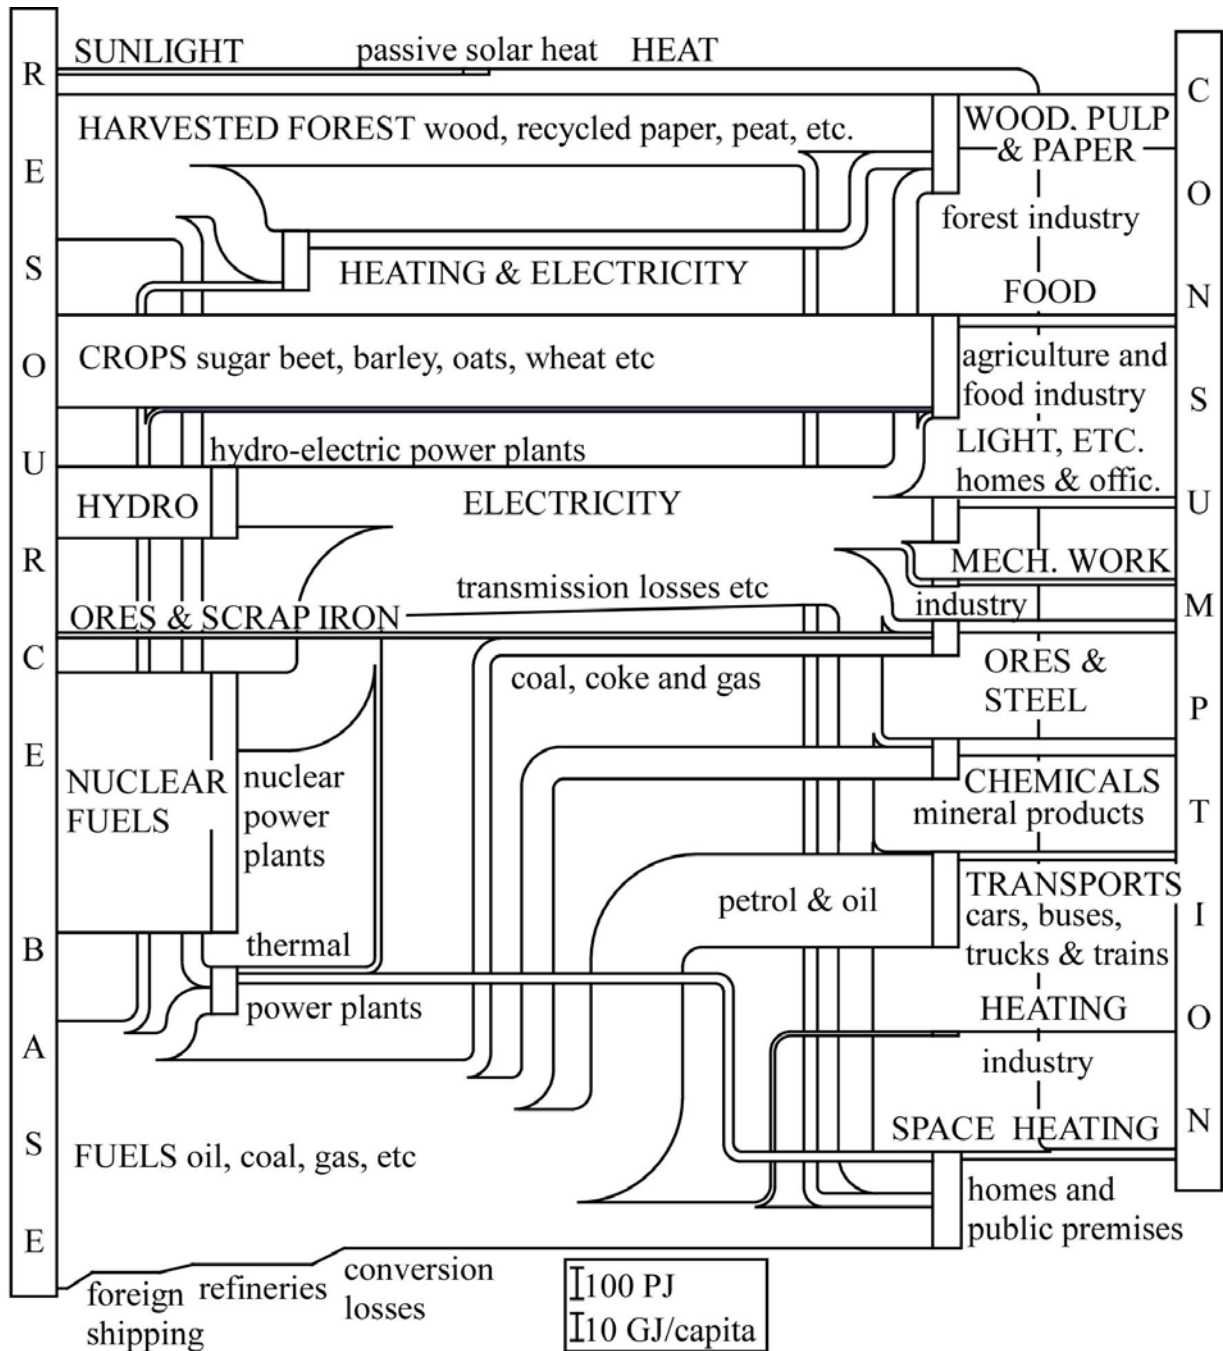 RESOURCE BASE
SUNLIGHT
passive solar heat
HEAT
HARVESTED FOREST wood, recycled paper, peat, etc.
WOOD, PULP
& PAPER
forest industry
HEATING & ELECTRICITY
FOOD
CROPS sugar beet, barley, oats, wheat etc
agriculture and
food industry
hydro-electric power plants
LIGHT, ETC.
homes & offic.
HYDRO
ELECTRICITY
MECH. WORK
industry
transmission losses etc
ORES & SCRAP IRON
coal, coke and gas
ORES &
STEEL
NUCLEAR
FUELS
nuclear
power
plants
CHEMICALS
mineral products
petrol & oil
TRANSPORTS
cars, buses,
trucks & trains
thermal
power plants
HEATING
industry
FUELS oil, coal, gas, etc
SPACE HEATING
homes and
public premises
foreign
shipping
refineries
conversion
losses
100 PJ
10 GJ/capita
CONSUMPTION